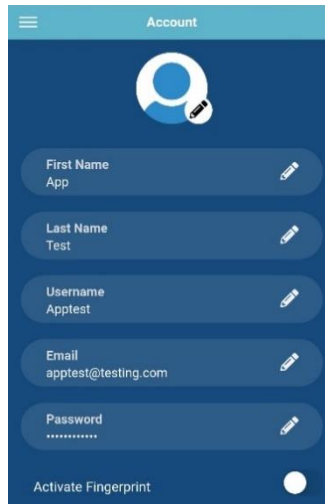 Account
First Name
App
Last Name
Test
Username
Apptest
Email
apptest@testing.com
Password
••••••••••••
Activate Fingerprint